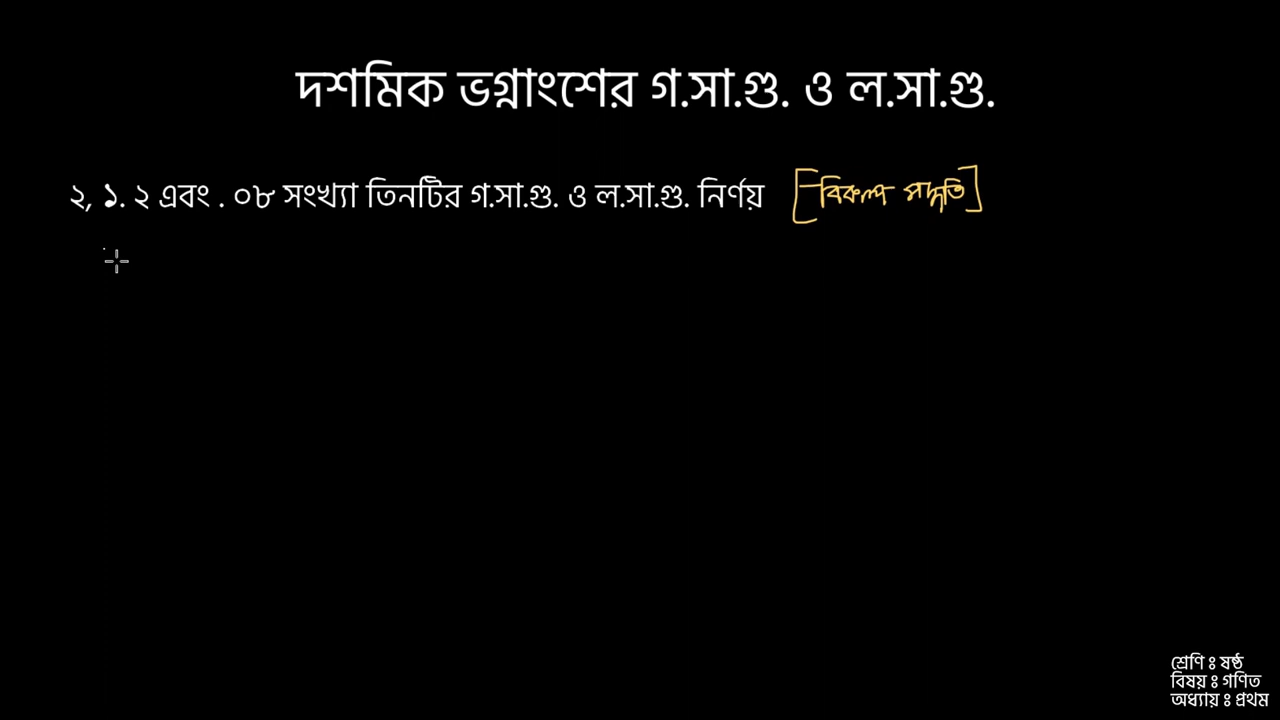 দশমিক ভগ্নাংশের গ.সা.গু. ও ল.সা.গু.
২, ১. ২ এবং . ০৮ সংখ্যা তিনটির গ.সা.গু. ও ল.সা.গু. নির্ণয় [বিকল্প পদ্ধতি]
শ্রেণি ঃ ষষ্ঠ
বিষয় ঃ গণিত
অধ্যায় ঃ প্রথম